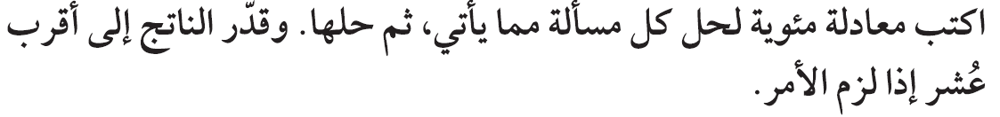 اكتب معادلة مئوية لحل كل مسألة مما يأتي، ثم حلها. وقدّر الناتج إلى أقرب
عُشر إذا لزم الأمر.